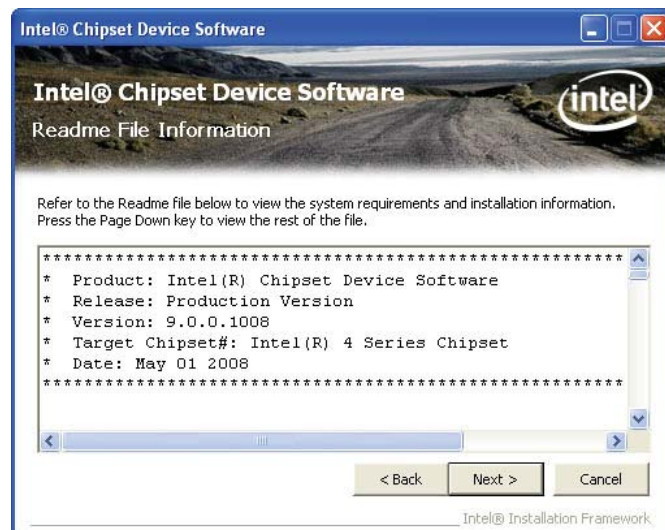 Intel® Chipset Device Software
Intel® Chipset Device Software
Readme File Information
intel
Refer to the Readme file below to view the system requirements and installation information.
Press the Page Down key to view the rest of the file.
********************************************************
*  Product: Intel(R) Chipset Device Software
*  Release: Production Version
*  Version: 9.0.0.1008
*  Target Chipset#: Intel(R) 4 Series Chipset
*  Date: May 01 2008
********************************************************
< Back
Next >
Cancel
Intel® Installation Framework